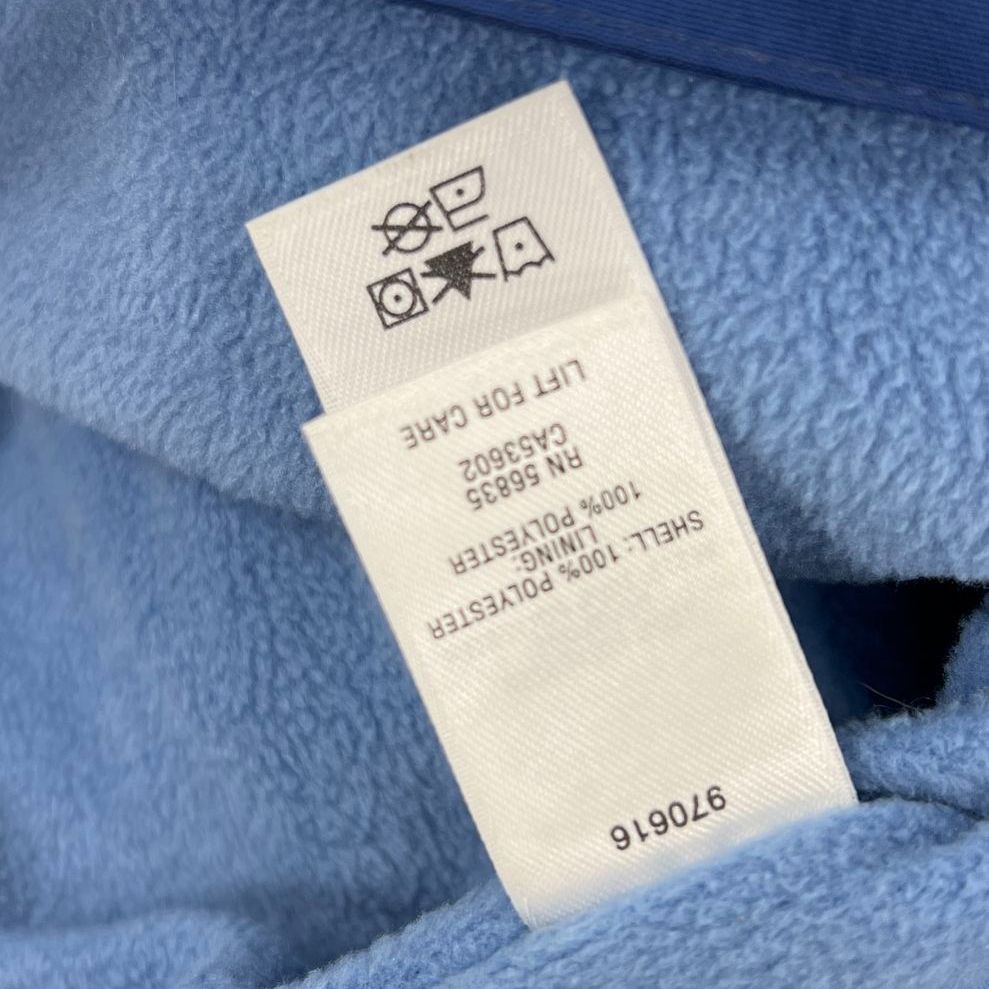 970616
SHELL: 100% POLYESTER
LINING:
100% POLYESTER
RN 56835
CA53602
LIFT FOR CARE